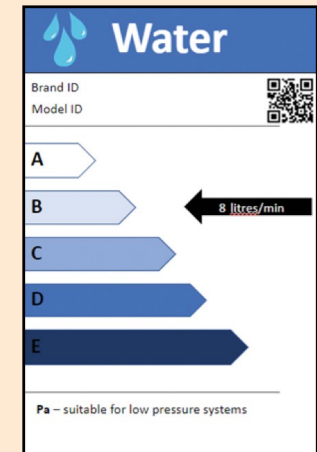 Water
Brand ID
Model ID
A
B
8 litres/min
C
D
E
Pa – suitable for low pressure systems